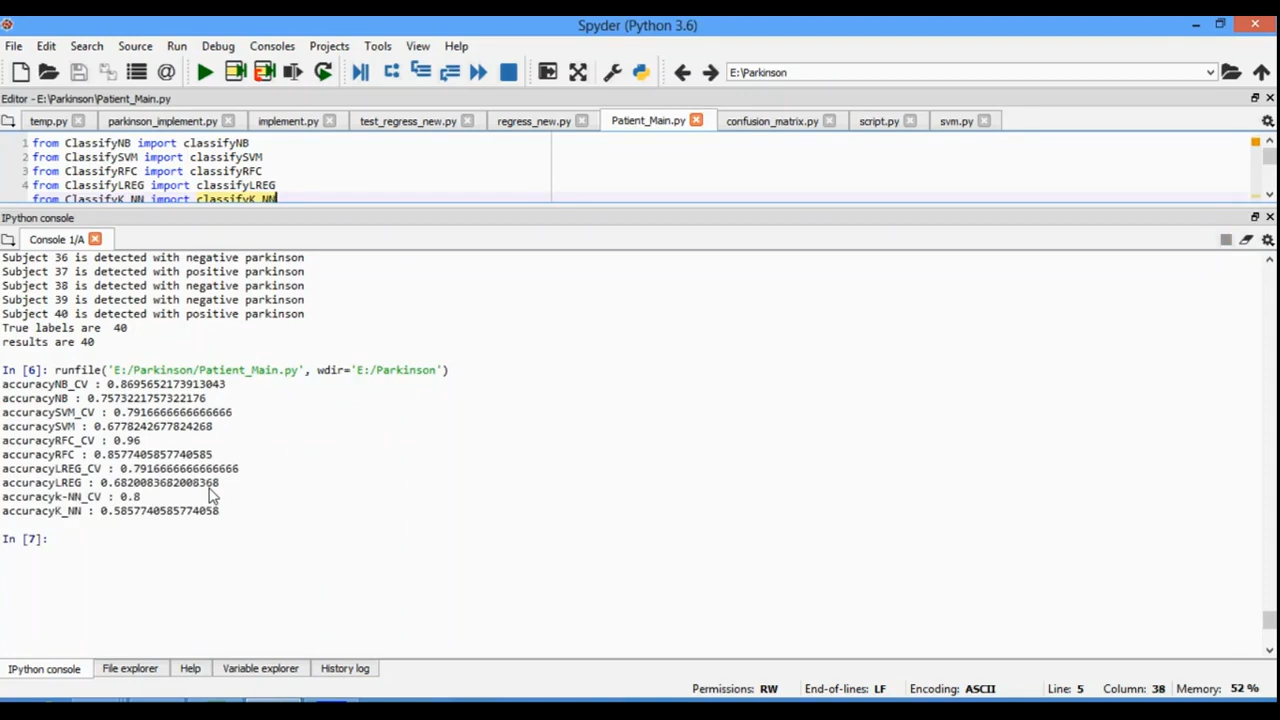 Spyder (Python 3.6)
File Edit Search Source Run Debug Consoles Projects Tools View Help
E:\Parkinson
Editor - E:\Parkinson\Patient_Main.py
temp.py parkinson_implement.py implement.py test_regress_new.py regress_new.py Patient_Main.py confusion_matrix.py script.py svm.py
1 from ClassifyNB import classifyNB
2 from ClassifySVM import classifySVM
3 from ClassifyRFC import classifyRFC
4 from ClassifyLREG import classifyLREG
from ClassifyK_NN import classifyK_NN
IPython console
Console 1/A
Subject 36 is detected with negative parkinson
Subject 37 is detected with positive parkinson
Subject 38 is detected with negative parkinson
Subject 39 is detected with negative parkinson
Subject 40 is detected with positive parkinson
True labels are 40
results are 40
In [6]: runfile('E:/Parkinson/Patient_Main.py', wdir='E:/Parkinson')
accuracyNB_CV : 0.8695652173913043
accuracyNB : 0.7573221757322176
accuracySVM_CV : 0.7916666666666666
accuracySVM : 0.6778242677824268
accuracyRFC_CV : 0.96
accuracyRFC : 0.8577405857740585
accuracyLREG_CV : 0.7916666666666666
accuracyLREG : 0.6820083682008368
accuracyk-NN_CV : 0.8
accuracyK_NN : 0.5857740585774058
In [7]:
IPython console File explorer Help Variable explorer History log
Permissions: RW End-of-lines: LF Encoding: ASCII Line: 5 Column: 38 Memory: 52 %